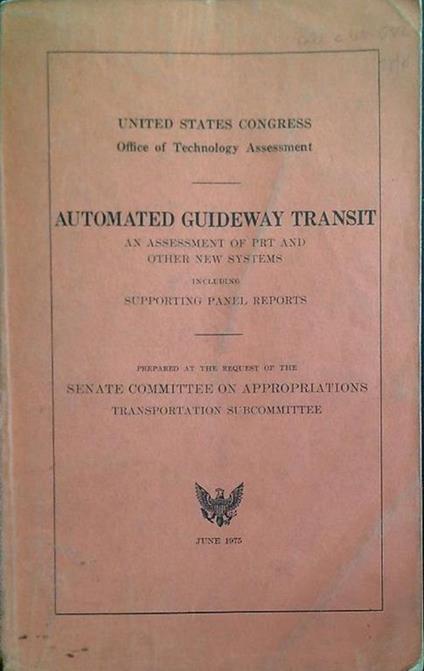 UNITED STATES CONGRESS
Office of Technology Assessment
AUTOMATED GUIDEWAY TRANSIT
AN ASSESSMENT OF PRT AND
OTHER NEW SYSTEMS
INCLUDING
SUPPORTING PANEL REPORTS
PREPARED AT THE REQUEST OF THE
SENATE COMMITTEE ON APPROPRIATIONS
TRANSPORTATION SUBCOMMITTEE
JUNE 1975